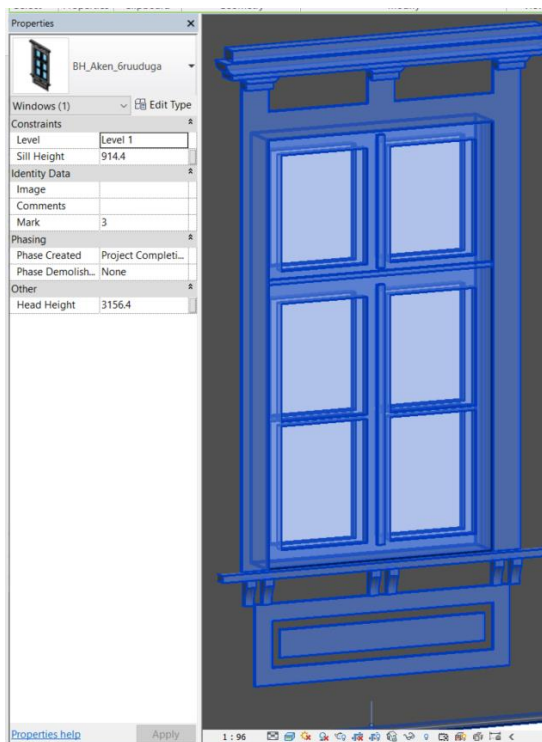 Properties
BH_Aken_6ruuduga
Windows (1) Edit Type
Constraints
Level Level 1
Sill Height 914.4
Identity Data
Image
Comments
Mark 3
Phasing
Phase Created Project Completi...
Phase Demolish... None
Other
Head Height 3156.4
Properties help Apply
1 : 96